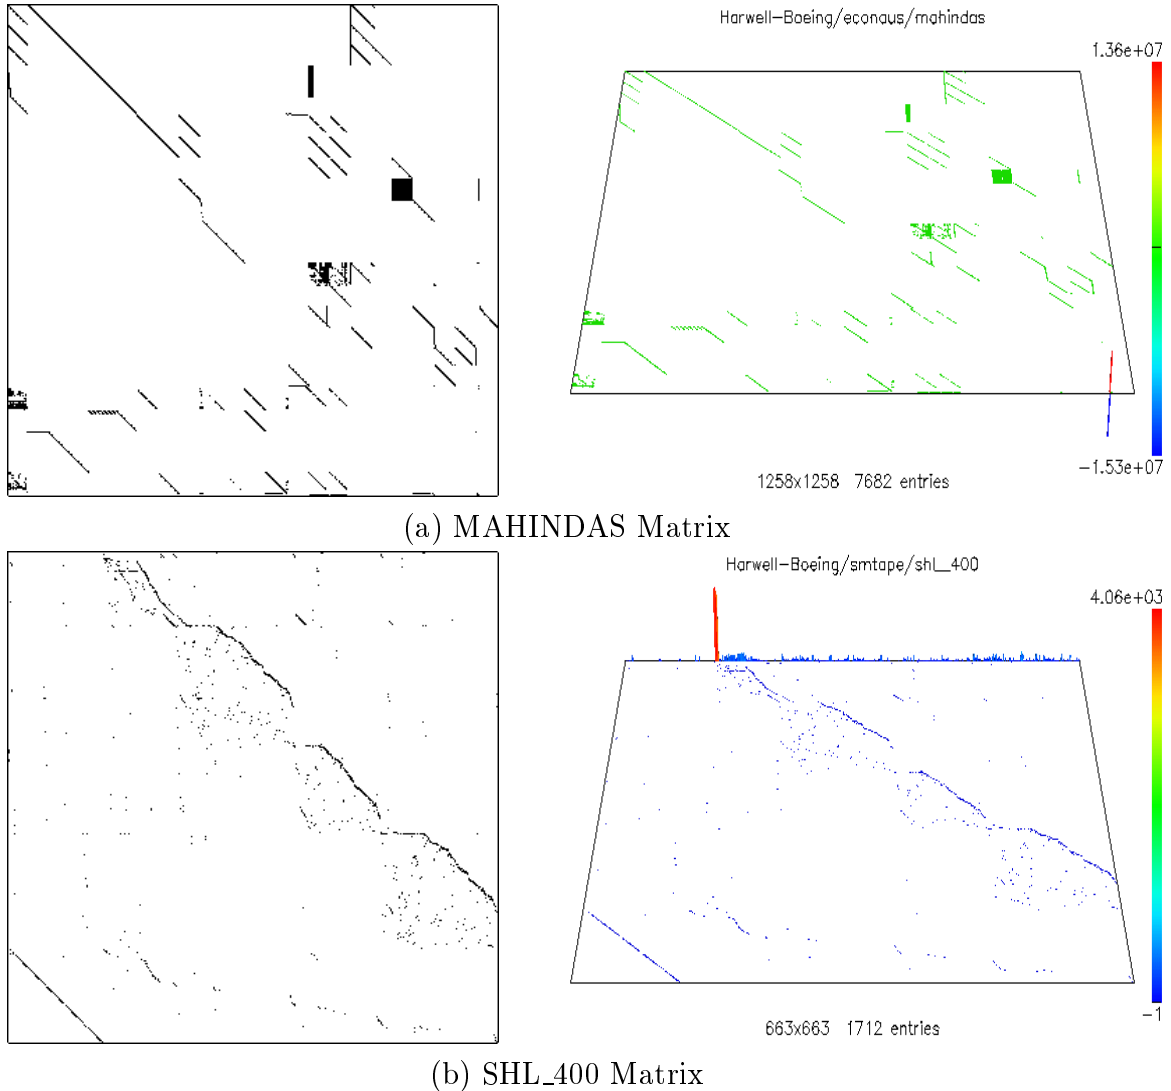 Harwell-Boeing/econaus/mahindas
1.36e+07
-1.53e+07
1258x1258 7682 entries
(a) MAHINDAS Matrix
Harwell-Boeing/smtape/shl_400
4.06e+03
-1
663x663 1712 entries
(b) SHL_400 Matrix